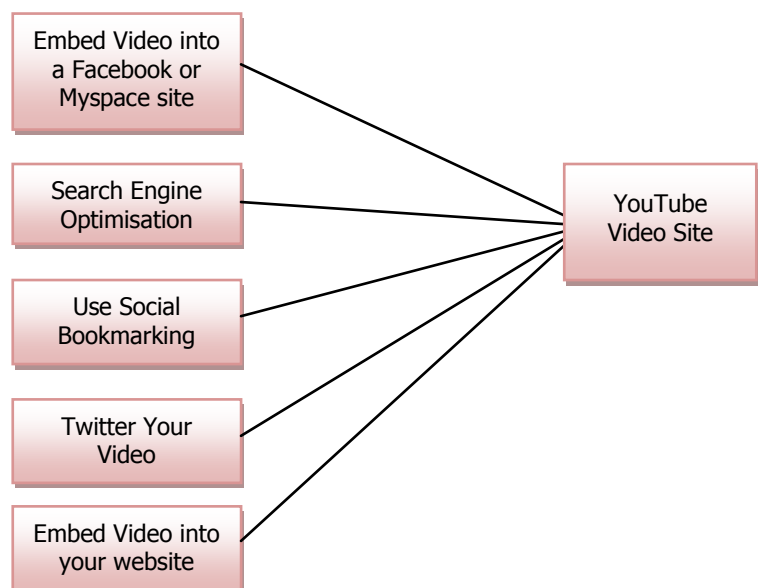 Embed Video into
a Facebook or
Myspace site
Search Engine
Optimisation
YouTube
Video Site
Use Social
Bookmarking
Twitter Your
Video
Embed Video into
your website